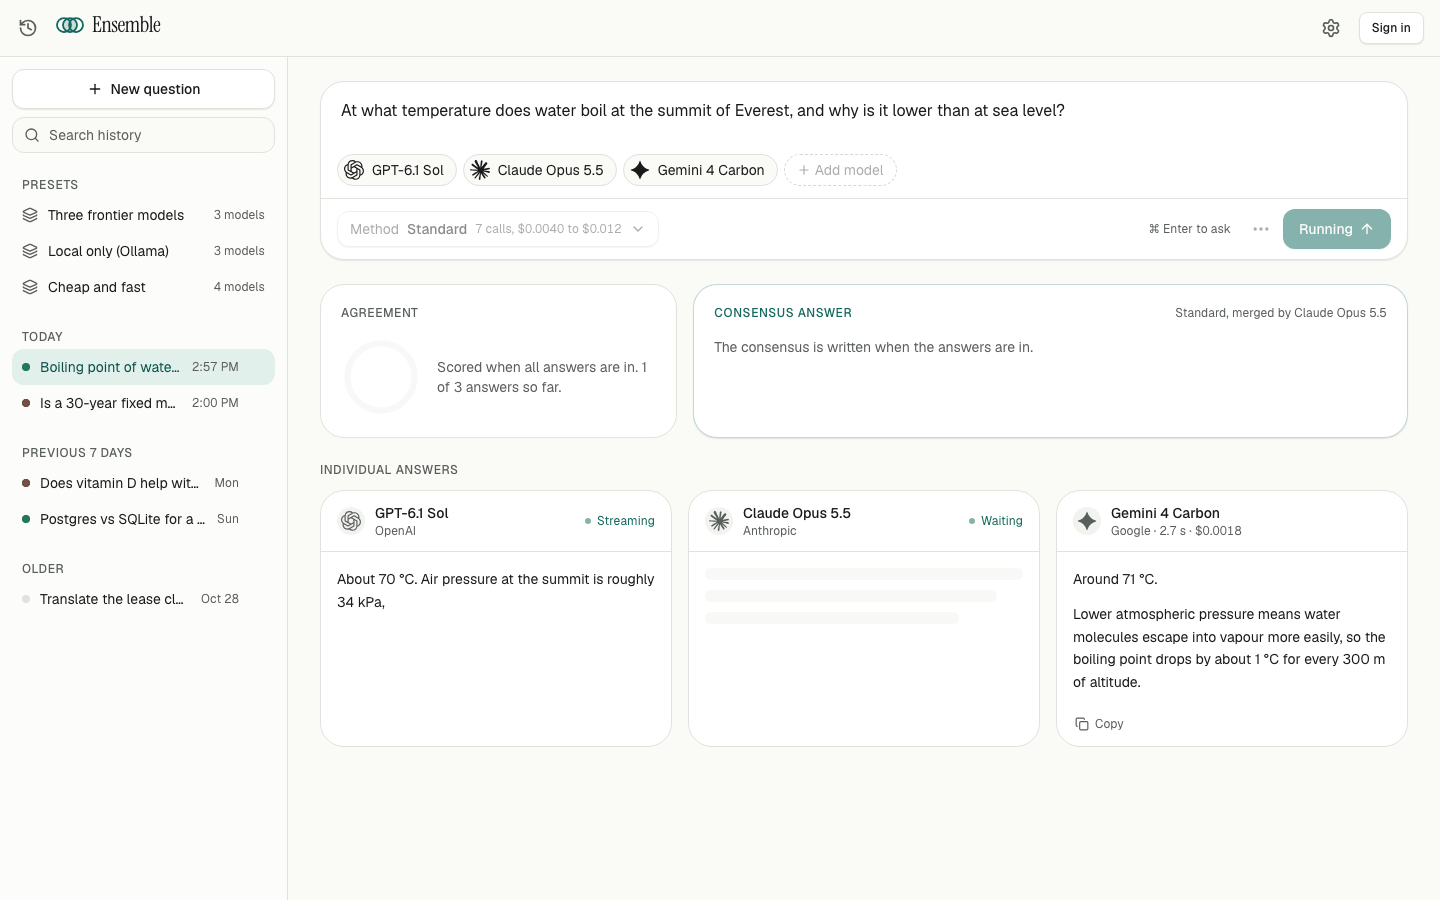 Ensemble
Sign in
New question
Search history
PRESETS
Three frontier models 3 models
Local only (Ollama) 3 models
Cheap and fast 4 models
TODAY
Boiling point of wate... 2:57 PM
Is a 30-year fixed m... 2:00 PM
PREVIOUS 7 DAYS
Does vitamin D help wit... Mon
Postgres vs SQLite for a ... Sun
OLDER
Translate the lease cl... Oct 28
At what temperature does water boil at the summit of Everest, and why is it lower than at sea level?
GPT-6.1 Sol Claude Opus 5.5 Gemini 4 Carbon + Add model
Method Standard 7 calls, $0.0040 to $0.012
⌘ Enter to ask
Running
AGREEMENT
Scored when all answers are in. 1
of 3 answers so far.
CONSENSUS ANSWER
Standard, merged by Claude Opus 5.5
The consensus is written when the answers are in.
INDIVIDUAL ANSWERS
GPT-6.1 Sol
OpenAI
Streaming
About 70 °C. Air pressure at the summit is roughly
34 kPa,
Claude Opus 5.5
Anthropic
Waiting
Gemini 4 Carbon
Google · 2.7 s · $0.0018
Around 71 °C.
Lower atmospheric pressure means water
molecules escape into vapour more easily, so the
boiling point drops by about 1 °C for every 300 m
of altitude.
Copy